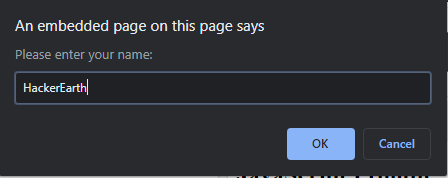 An embedded page on this page says
Please enter your name:
HackerEarth
OK
Cancel